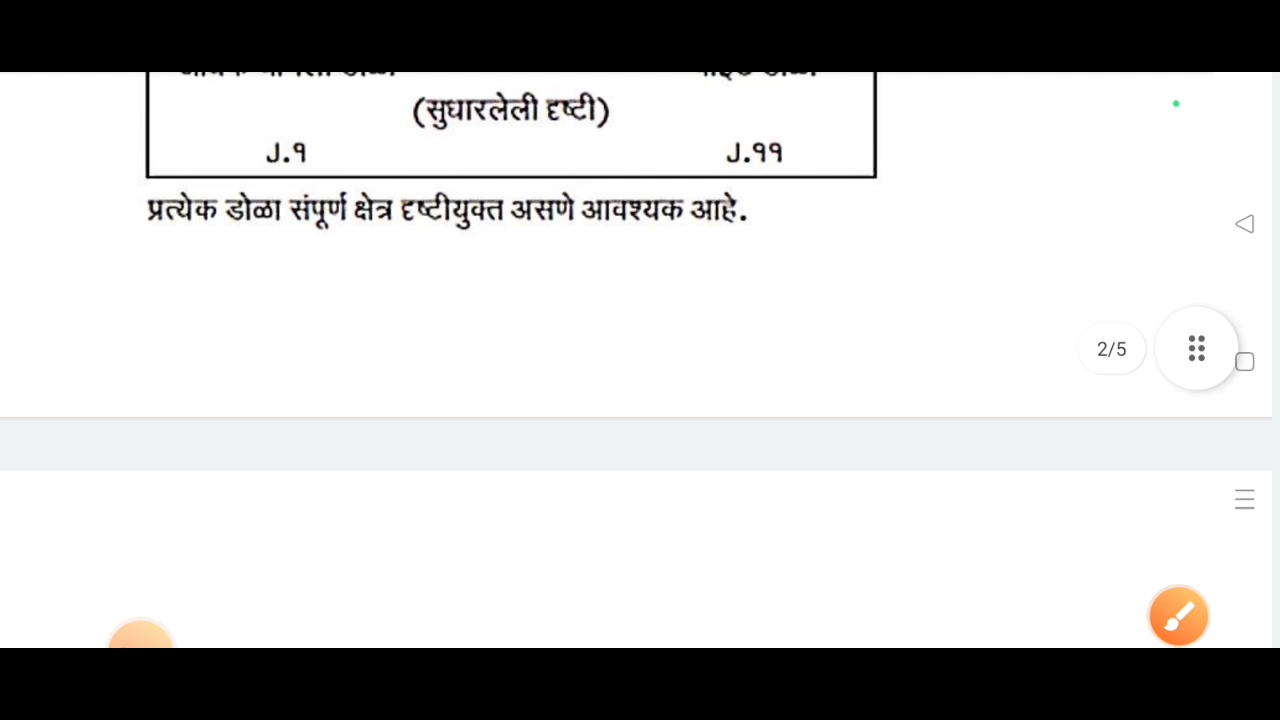 (सुधारलेली दृष्टी)
J.१ J.११
प्रत्येक डोळा संपूर्ण क्षेत्र दृष्टीयुक्त असणे आवश्यक आहे.
2/5